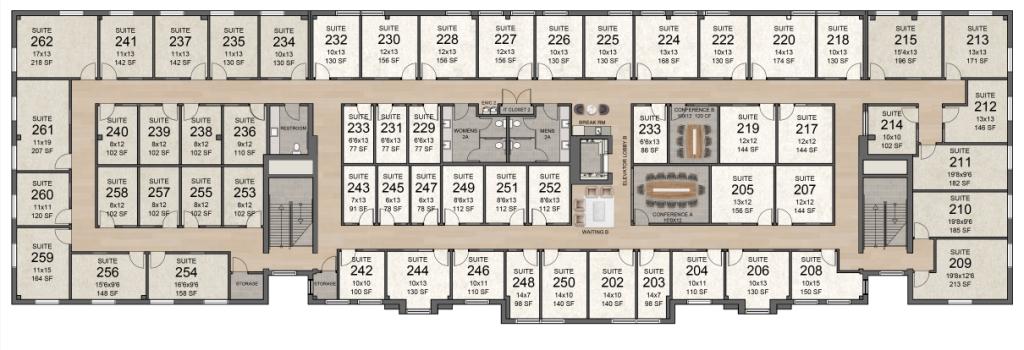 SUITE
262
17x13
218 SF
SUITE
241
11x13
142 SF
SUITE
237
11x13
142 SF
SUITE
235
11x13
130 SF
SUITE
234
10x13
130 SF
SUITE
232
10x13
130 SF
SUITE
230
12x13
156 SF
SUITE
228
12x13
156 SF
SUITE
227
12x13
156 SF
SUITE
226
10x13
130 SF
SUITE
225
10x13
130 SF
SUITE
224
13x13
168 SF
SUITE
222
10x13
130 SF
SUITE
220
14x13
174 SF
SUITE
218
10x13
130 SF
SUITE
215
15'4x13
196 SF
SUITE
213
13x13
171 SF
SUITE
261
11x19
207 SF
SUITE
240
8x12
102 SF
SUITE
239
8x12
102 SF
SUITE
238
8x12
102 SF
SUITE
236
9x12
110 SF
RESTROOM
SUITE
233
6'6x13
77 SF
SUITE
231
6'6x13
77 SF
SUITE
229
6'6x13
77 SF
WOMENS
2A
EWC 2
IT CLOSET 2
MENS
2A
BREAK RM
ELEVATOR LOBBY B
SUITE
233
6'6x13
86 SF
CONFERENCE B
10X12 120 CF
SUITE
219
12x12
144 SF
SUITE
217
12x12
144 SF
SUITE
214
10x10
102 SF
SUITE
212
13x13
146 SF
SUITE
211
19'8x9'6
182 SF
SUITE
260
11x11
120 SF
SUITE
258
8x12
102 SF
SUITE
257
8x12
102 SF
SUITE
255
8x12
102 SF
SUITE
253
8x12
102 SF
SUITE
243
7x13
91 SF
SUITE
245
6x13
78 SF
SUITE
247
6x13
78 SF
SUITE
249
8'6x13
112 SF
SUITE
251
8'6x13
112 SF
SUITE
252
8'6x13
112 SF
WAITING B
CONFERENCE A
SUITE
205
13x12
156 SF
SUITE
207
12x12
144 SF
SUITE
210
19'8x9'6
185 SF
SUITE
259
11x15
164 SF
SUITE
256
15'6x9'6
148 SF
SUITE
254
16'6x9'6
158 SF
STORAGE
STORAGE
SUITE
242
10x10
100 SF
SUITE
244
10x13
130 SF
SUITE
246
10x11
110 SF
SUITE
248
14x7
98 SF
SUITE
250
14x10
140 SF
SUITE
202
14x10
140 SF
SUITE
203
14x7
98 SF
SUITE
204
10x11
110 SF
SUITE
206
10x13
130 SF
SUITE
208
10x15
150 SF
SUITE
209
19'8x12'6
213 SF